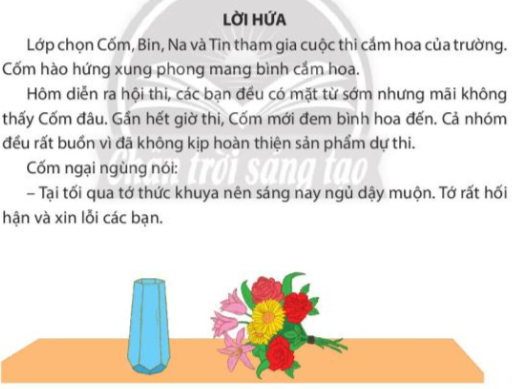 LỜI HỨA
Lớp chọn Cốm, Bin, Na và Tin tham gia cuộc thi cắm hoa của trường.
Cốm hào hứng xung phong mang bình cắm hoa.
Hôm diễn ra hội thi, các bạn đều có mặt từ sớm nhưng mãi không
thấy Cốm đâu. Gần hết giờ thi, Cốm mới đem bình hoa đến. Cả nhóm
đều rất buồn vì đã không kịp hoàn thiện sản phẩm dự thi.
Chân trời sáng tạo
Cốm ngại ngùng nói:
– Tại tối qua tớ thức khuya nên sáng nay ngủ dậy muộn. Tớ rất hối
hận và xin lỗi các bạn.